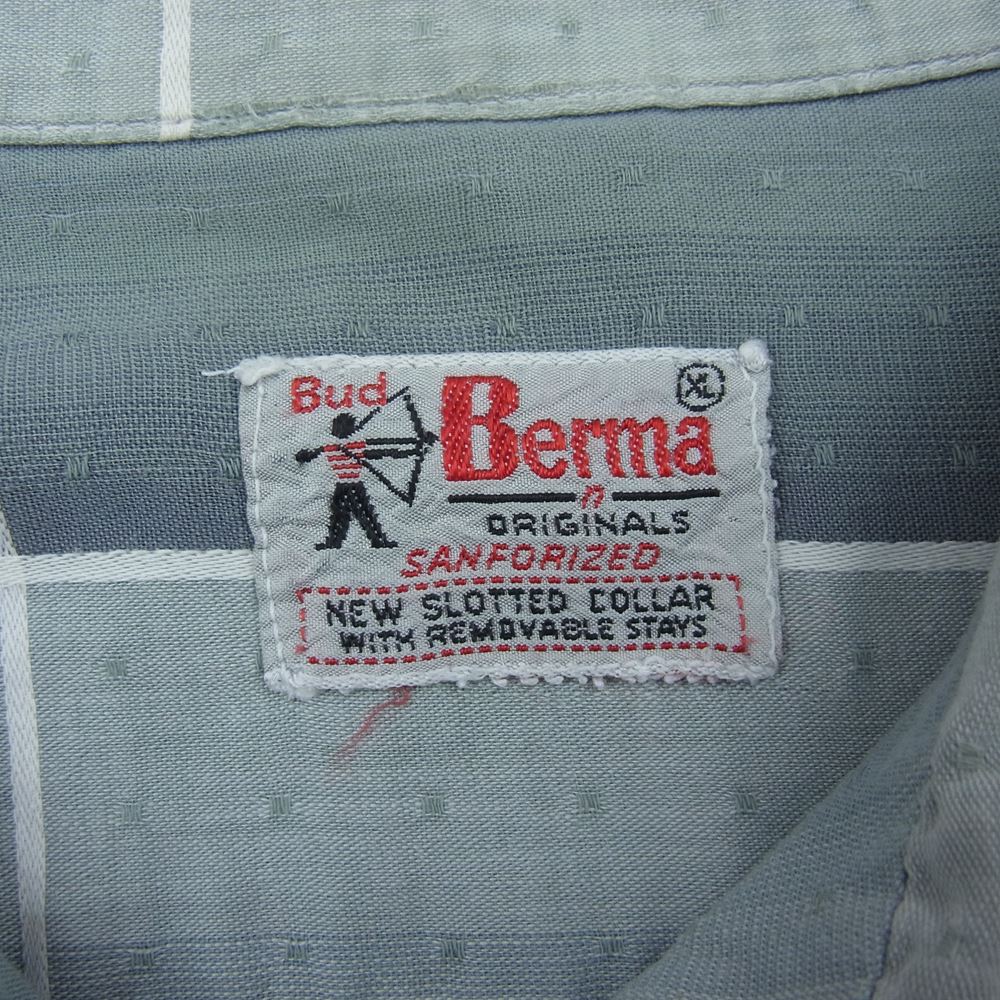 Bud
Berma
XL
n
ORIGINALS
SANFORIZED
NEW SLOTTED COLLAR
WITH REMOVABLE STAYS